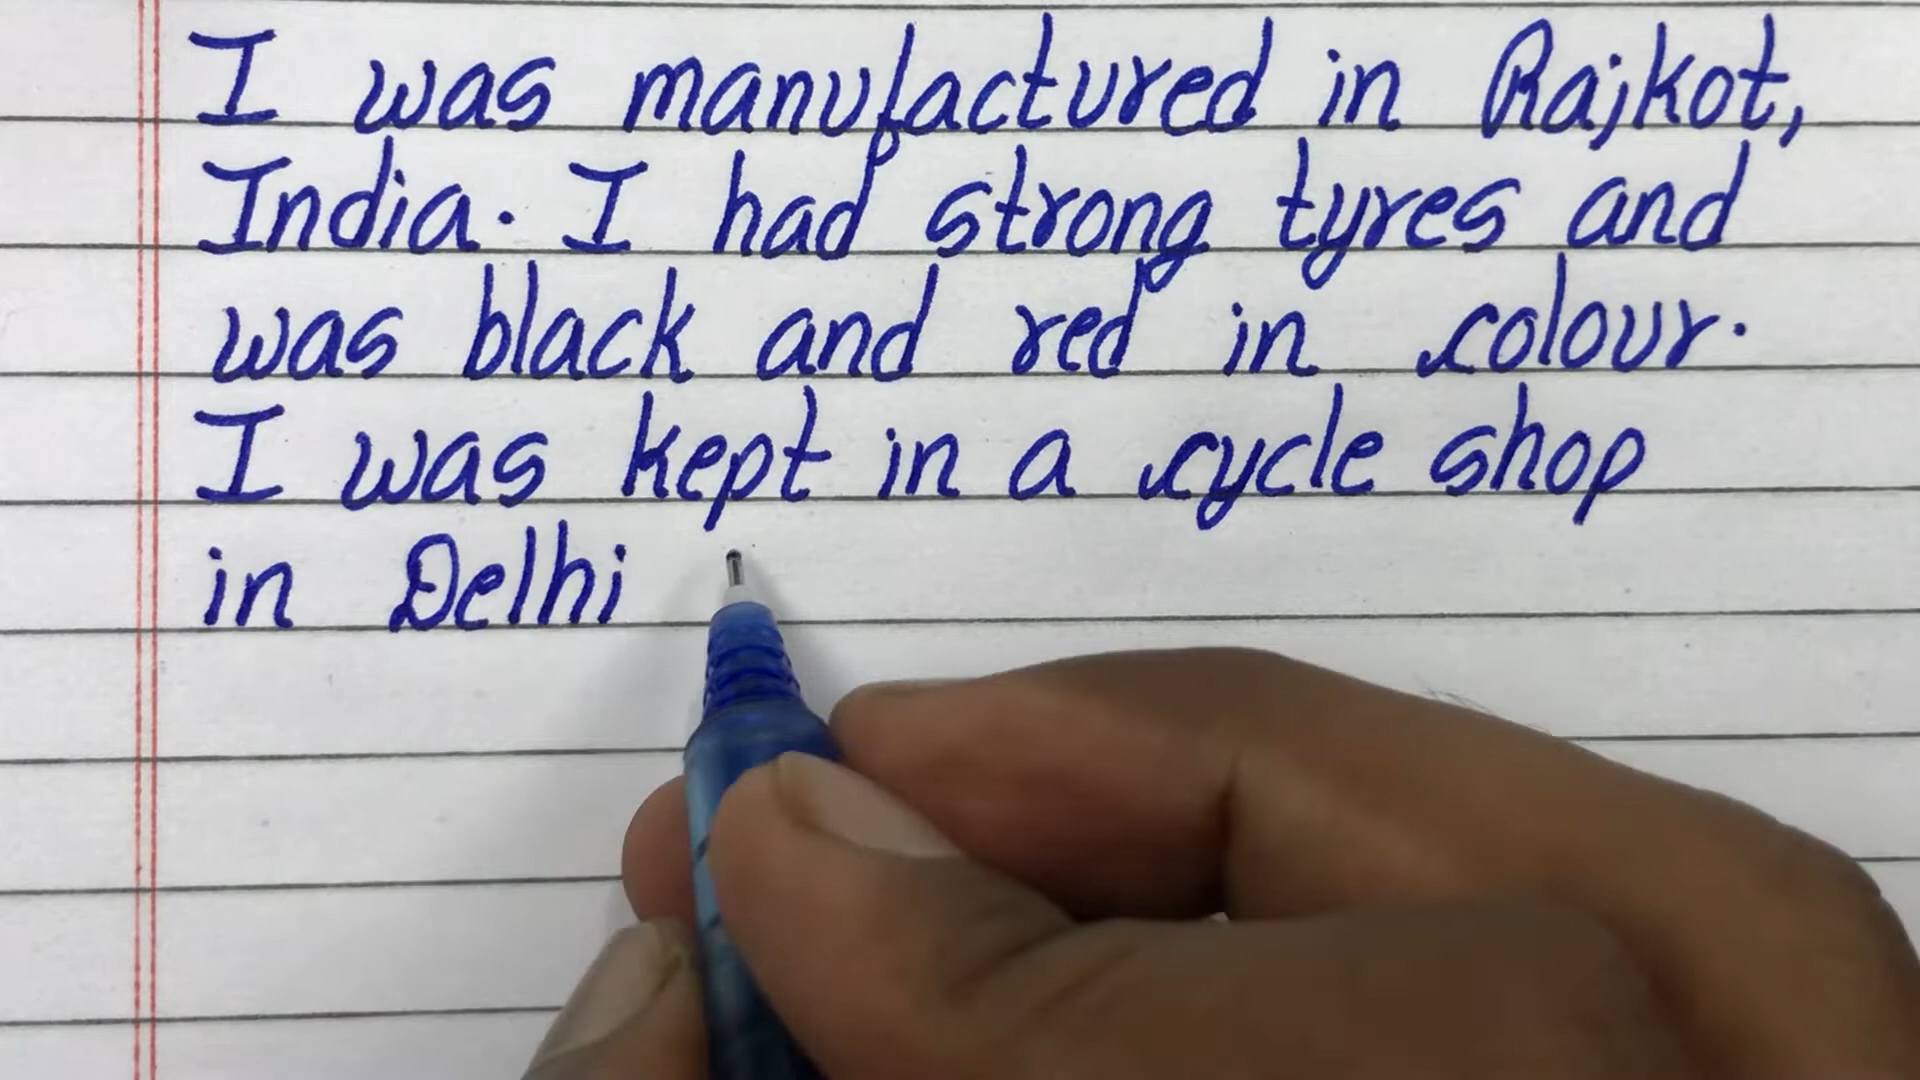 I was manufactured in Rajkot,
India. I had strong tyres and
was black and red in colour.
I was kept in a cycle shop
in Delhi